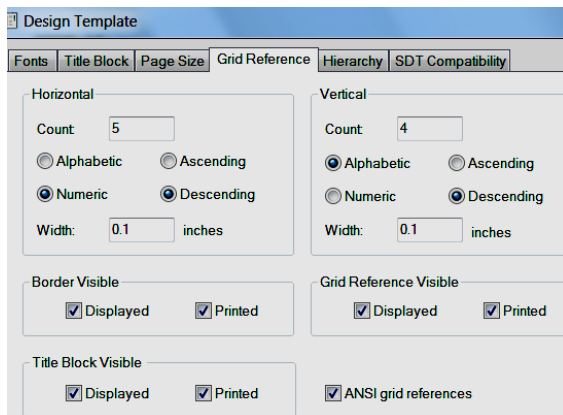 Design Template
Fonts Title Block Page Size Grid Reference Hierarchy SDT Compatibility
Horizontal Vertical
Count: 5 Count: 4
Alphabetic Ascending Alphabetic Ascending
Numeric Descending Numeric Descending
Width: 0.1 inches Width: 0.1 inches
Border Visible Grid Reference Visible
Displayed Printed Displayed Printed
Title Block Visible
Displayed Printed ANSI grid references